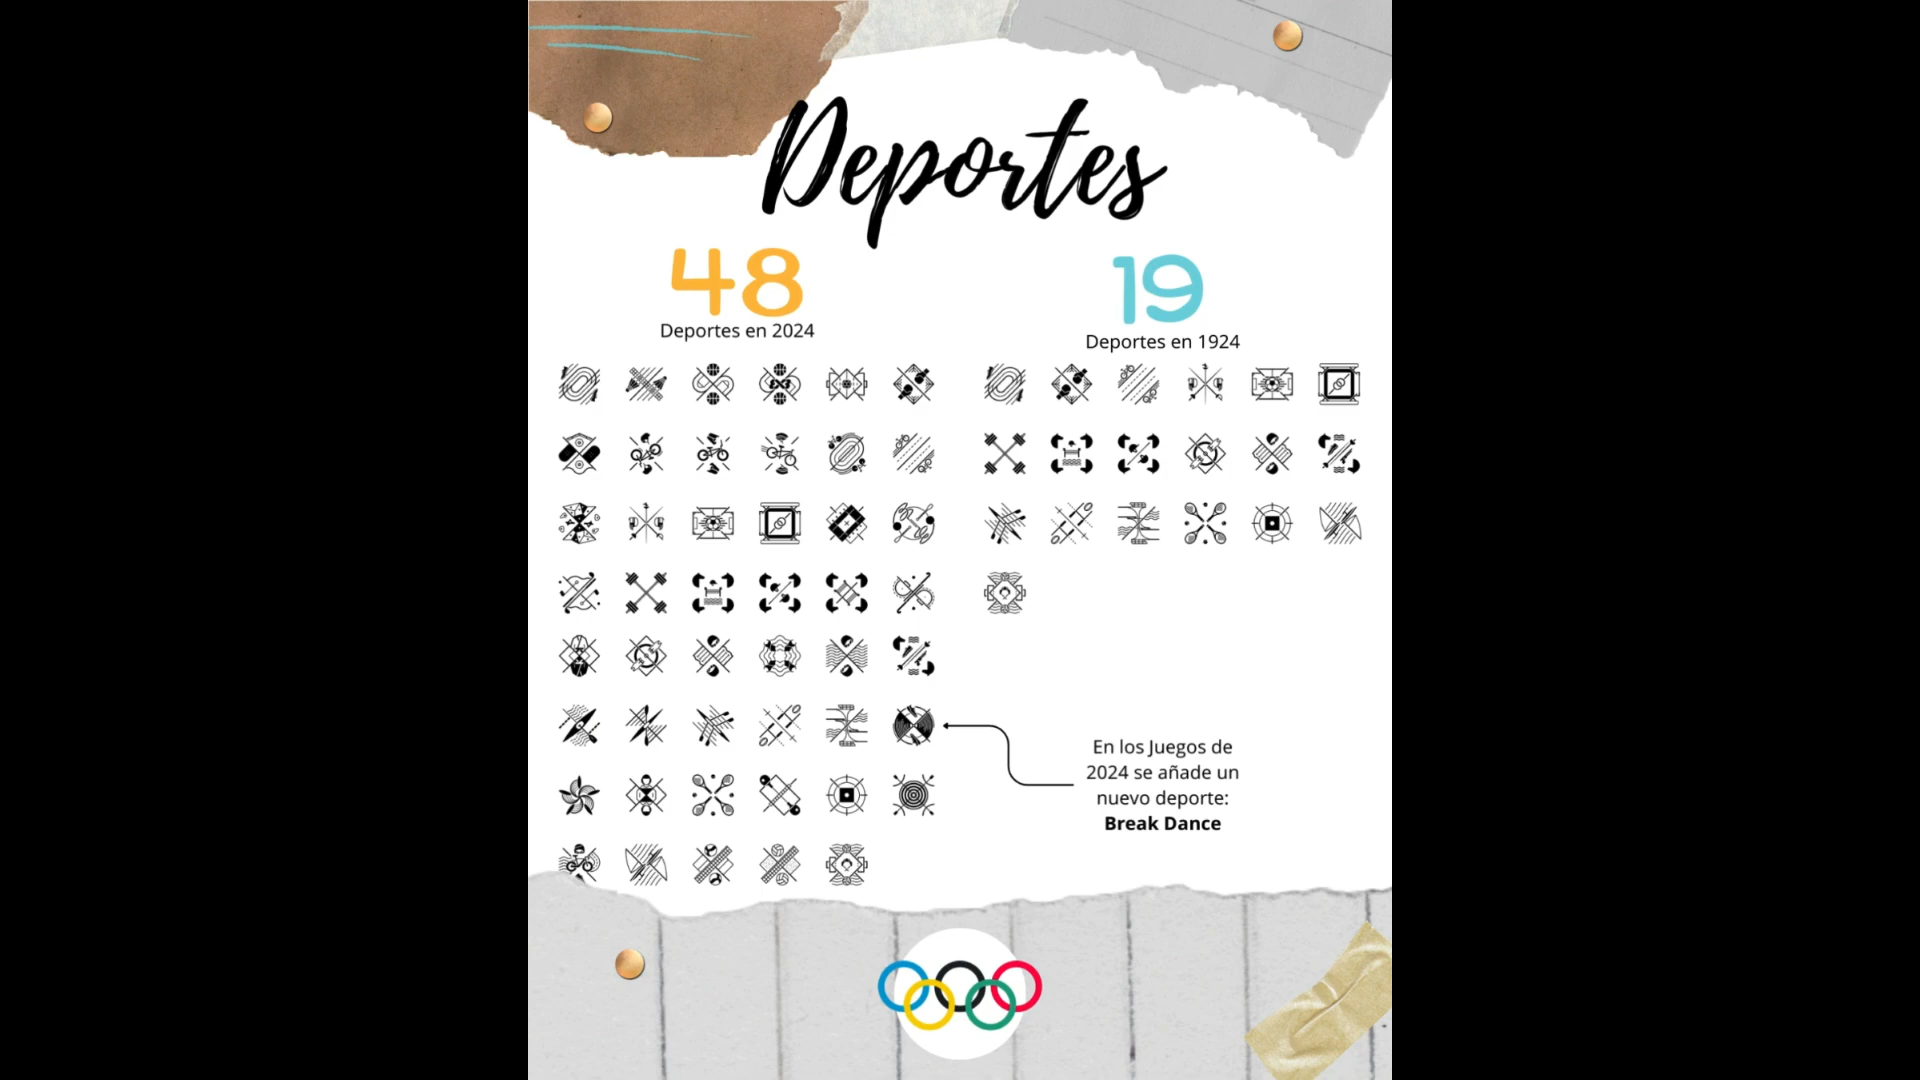 Deportes
48
Deportes en 2024
19
Deportes en 1924
En los Juegos de
2024 se añade un
nuevo deporte:
Break Dance